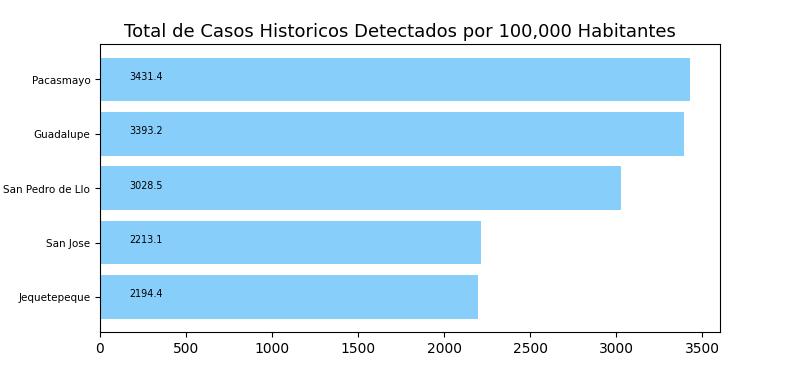 Total de Casos Historicos Detectados por 100,000 Habitantes
Pacasmayo 3431.4
Guadalupe 3393.2
San Pedro de Llo 3028.5
San Jose 2213.1
Jequetepeque 2194.4
0 500 1000 1500 2000 2500 3000 3500